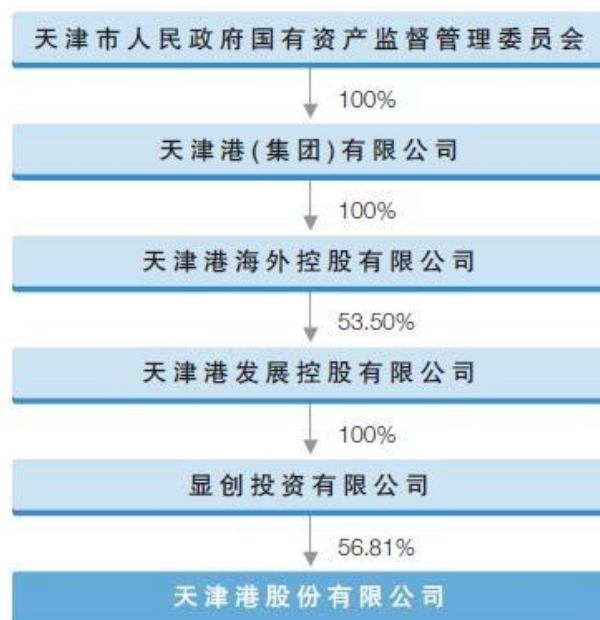 天津市人民政府国有资产监督管理委员会
100%
天津港(集团)有限公司
100%
天津港海外控股有限公司
53.50%
天津港发展控股有限公司
100%
显创投资有限公司
56.81%
天津港股份有限公司